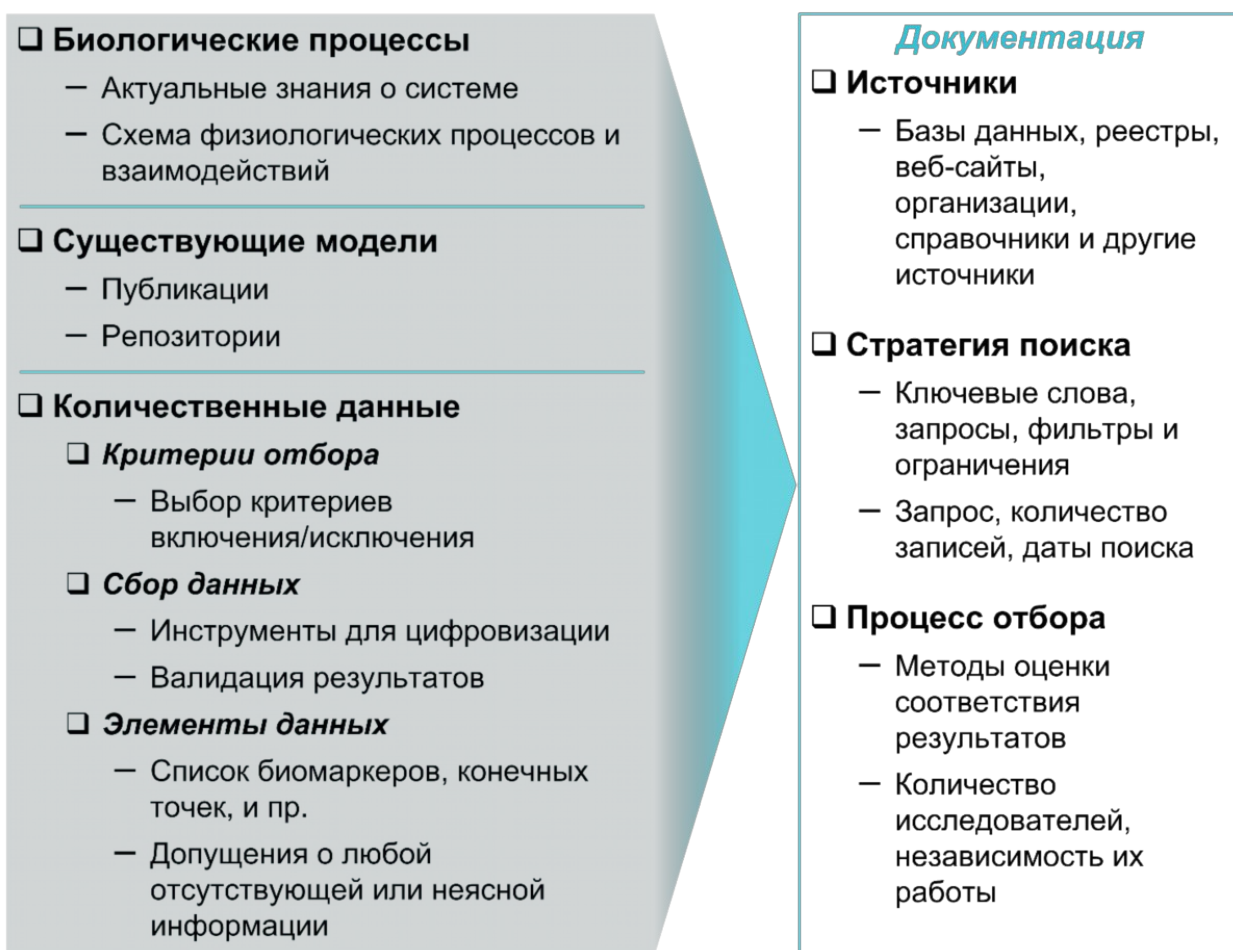 ❑ Биологические процессы
– Актуальные знания о системе
– Схема физиологических процессов и
взаимодействий
❑ Существующие модели
– Публикации
– Репозитории
❑ Количественные данные
❑ Критерии отбора
– Выбор критериев
включения/исключения
❑ Сбор данных
– Инструменты для цифровизации
– Валидация результатов
❑ Элементы данных
– Список биомаркеров, конечных
точек, и пр.
– Допущения о любой
отсутствующей или неясной
информации
Документация
❑ Источники
– Базы данных, реестры,
веб-сайты,
организации,
справочники и другие
источники
❑ Стратегия поиска
– Ключевые слова,
запросы, фильтры и
ограничения
– Запрос, количество
записей, даты поиска
❑ Процесс отбора
– Методы оценки
соответствия
результатов
– Количество
исследователей,
независимость их
работы